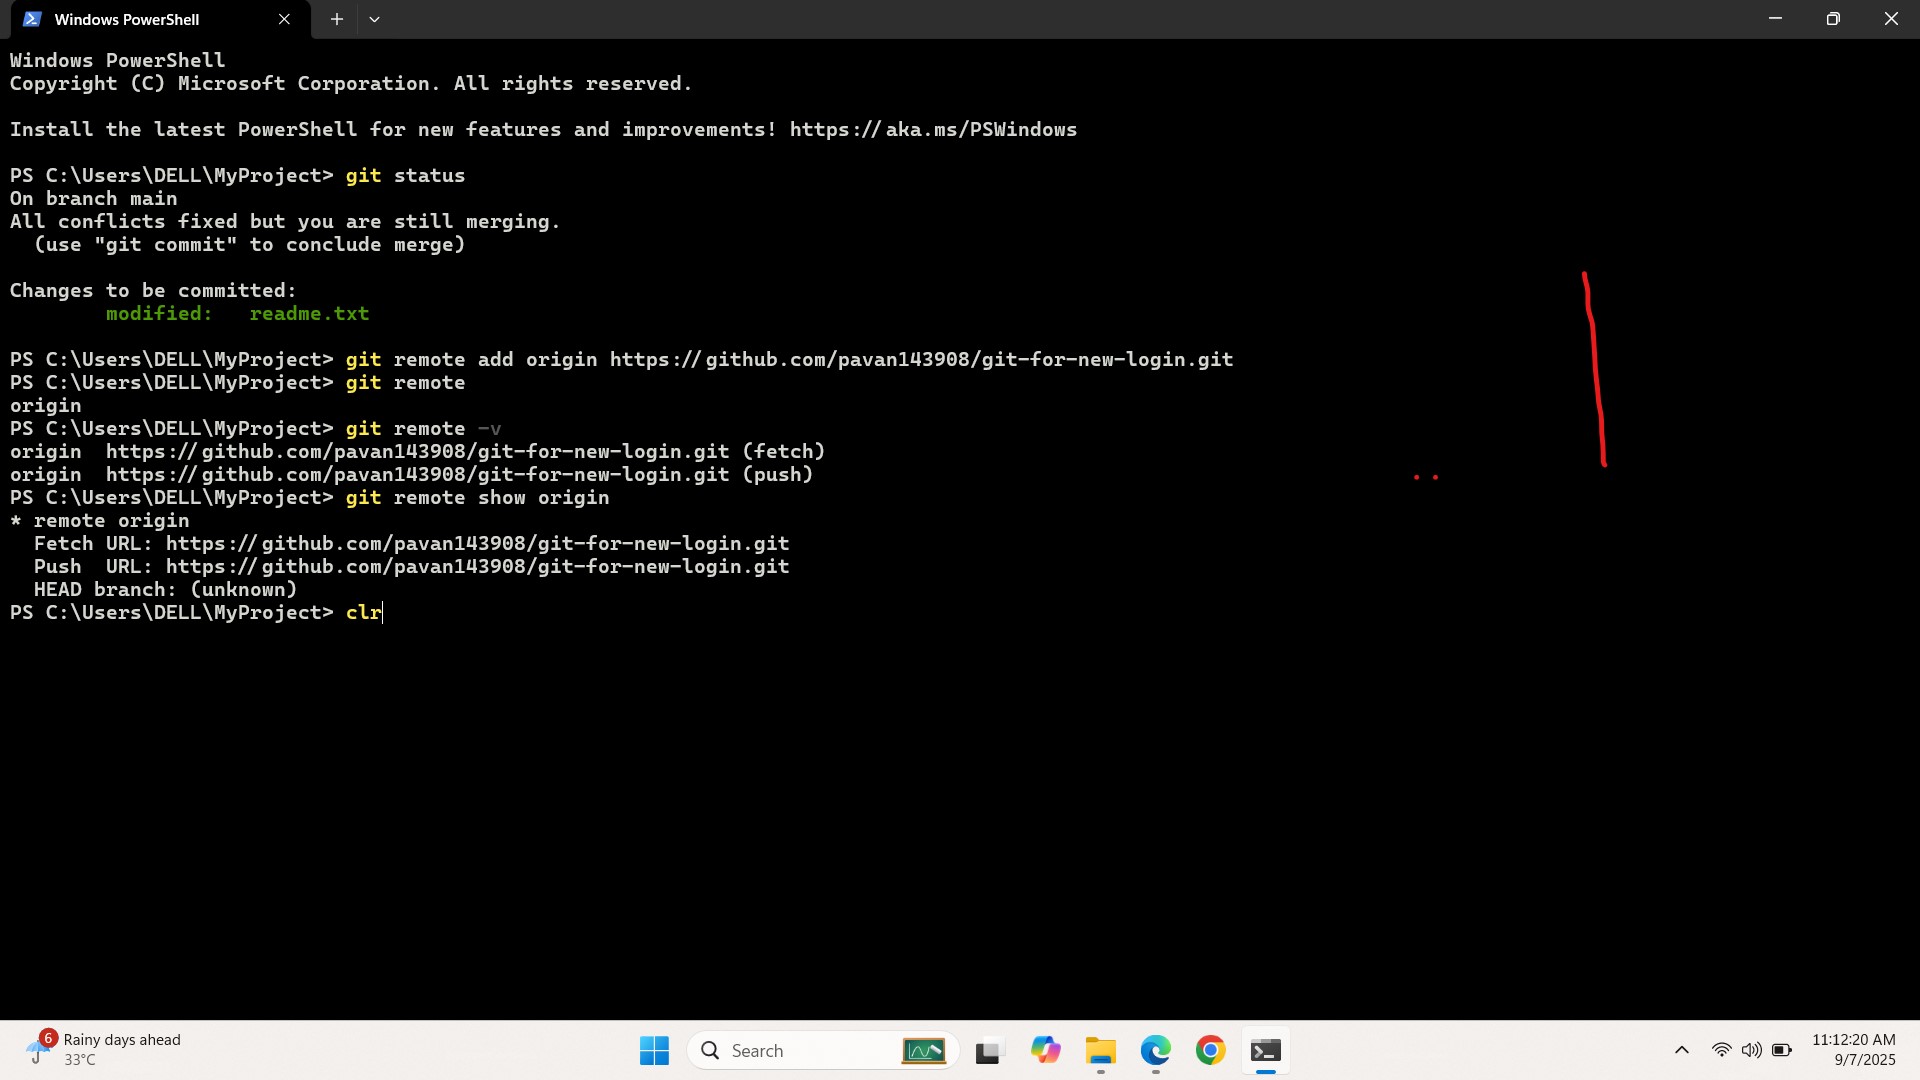 Windows PowerShell
Windows PowerShell
Copyright (C) Microsoft Corporation. All rights reserved.
Install the latest PowerShell for new features and improvements! https://aka.ms/PSWindows
PS C:\Users\DELL\MyProject> git status
On branch main
All conflicts fixed but you are still merging.
  (use "git commit" to conclude merge)
Changes to be committed:
        modified:   readme.txt
PS C:\Users\DELL\MyProject> git remote add origin https://github.com/pavan143908/git-for-new-login.git
PS C:\Users\DELL\MyProject> git remote
origin
PS C:\Users\DELL\MyProject> git remote -v
origin  https://github.com/pavan143908/git-for-new-login.git (fetch)
origin  https://github.com/pavan143908/git-for-new-login.git (push)
PS C:\Users\DELL\MyProject> git remote show origin
* remote origin
  Fetch URL: https://github.com/pavan143908/git-for-new-login.git
  Push  URL: https://github.com/pavan143908/git-for-new-login.git
  HEAD branch: (unknown)
PS C:\Users\DELL\MyProject> clr
6
Rainy days ahead
33°C
Search
11:12:20 AM
9/7/2025